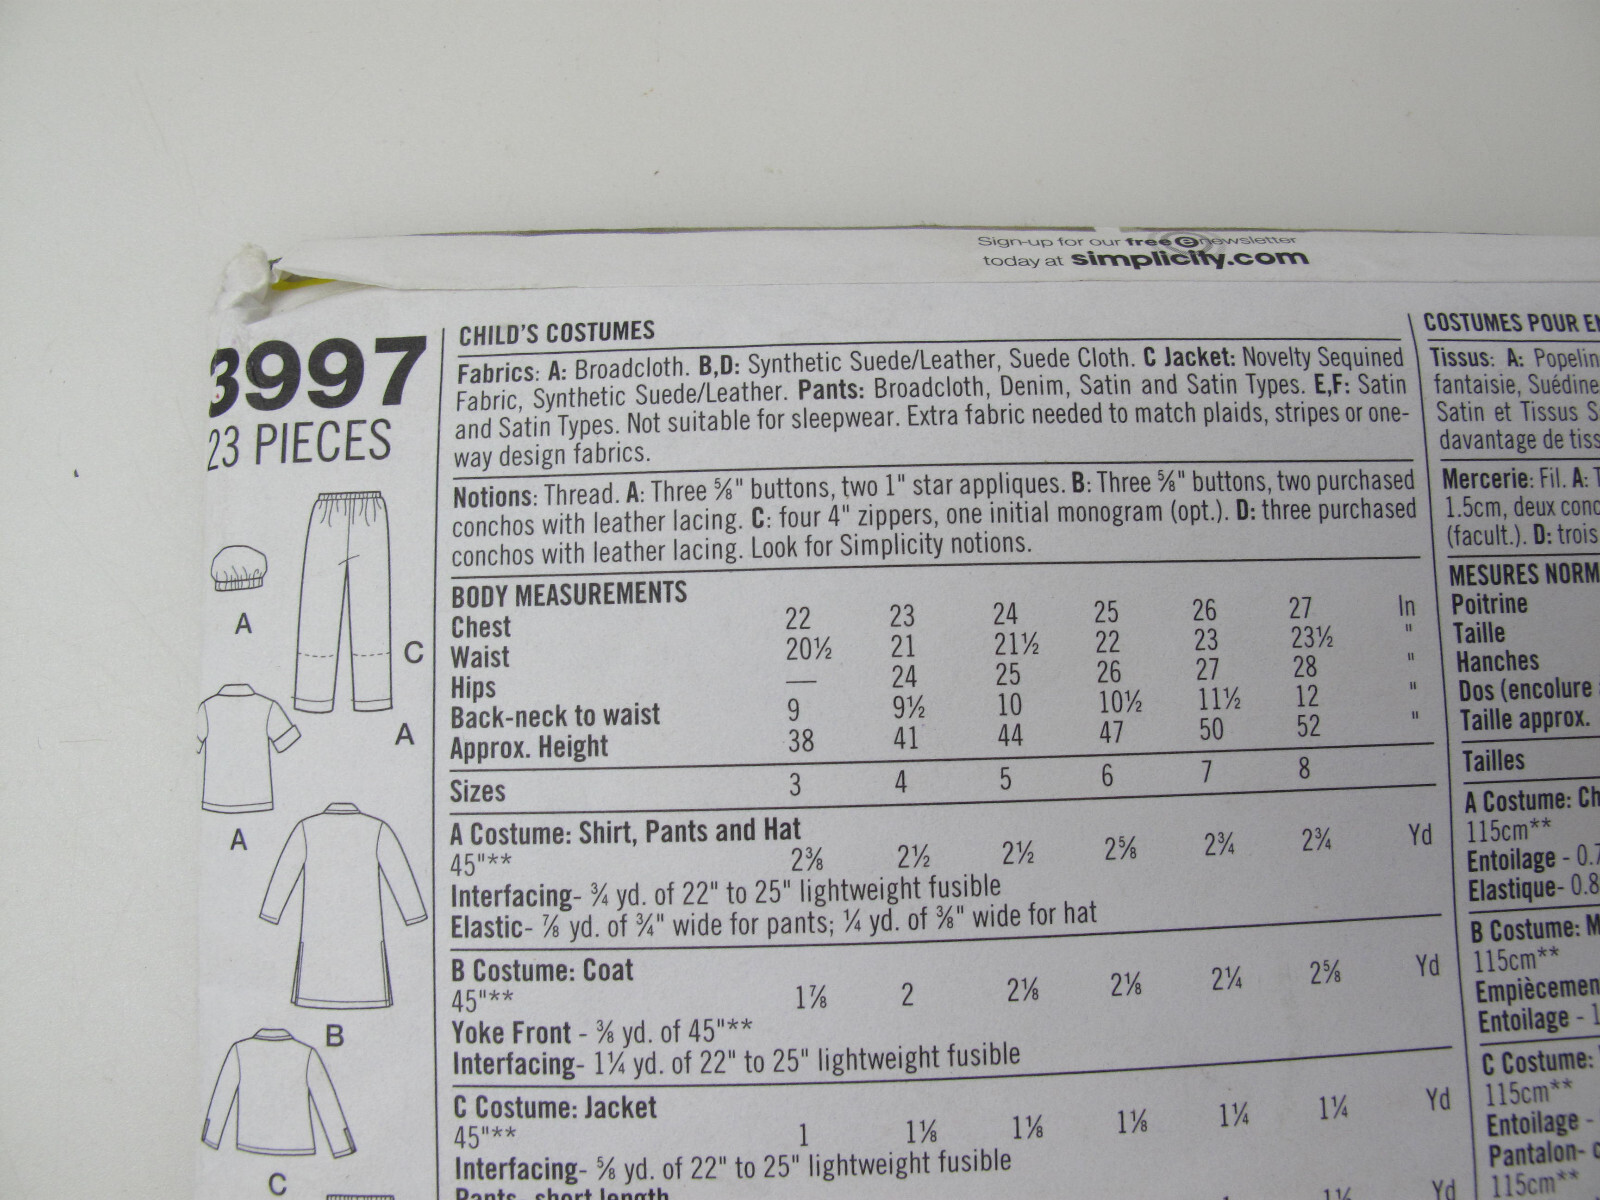 Sign-up for our free e newsletter
today at simplicity.com
3997
23 PIECES
A
C
A
A
B
C
CHILD'S COSTUMES
Fabrics: A: Broadcloth. B,D: Synthetic Suede/Leather, Suede Cloth. C Jacket: Novelty Sequined
Fabric, Synthetic Suede/Leather. Pants: Broadcloth, Denim, Satin and Satin Types. E,F: Satin
and Satin Types. Not suitable for sleepwear. Extra fabric needed to match plaids, stripes or one-
way design fabrics.
Notions: Thread. A: Three ⅝" buttons, two 1" star appliques. B: Three ⅝" buttons, two purchased
conchos with leather lacing. C: four 4" zippers, one initial monogram (opt.). D: three purchased
conchos with leather lacing. Look for Simplicity notions.
BODY MEASUREMENTS
Chest 22 23 24 25 26 27 In
Waist 20½ 21 21½ 22 23 23½ "
Hips — 24 25 26 27 28 "
Back-neck to waist 9 9½ 10 10½ 11½ 12 "
Approx. Height 38 41 44 47 50 52 "
Sizes 3 4 5 6 7 8
A Costume: Shirt, Pants and Hat
45"** 2⅜ 2½ 2½ 2⅝ 2¾ 2¾ Yd
Interfacing- ¾ yd. of 22" to 25" lightweight fusible
Elastic- ⅞ yd. of ¾" wide for pants; ¼ yd. of ⅜" wide for hat
B Costume: Coat
45"** 1⅞ 2 2⅛ 2⅛ 2¼ 2⅝ Yd
Yoke Front - ⅜ yd. of 45"**
Interfacing- 1¼ yd. of 22" to 25" lightweight fusible
C Costume: Jacket
45"** 1 1⅛ 1⅛ 1⅛ 1¼ 1¼ Yd
Interfacing- ⅝ yd. of 22" to 25" lightweight fusible
Pants- short length
Yd
COSTUMES POUR
Tissus: A:
fantaisie,
Satin et Tissus
davantage de
Mercerie: Fil. A:
1.5cm, deux
(facult.). D: trois
MESURES
Poitrine
Taille
Hanches
Dos (encolure
Taille approx.
Tailles
A Costume:
115cm**
Entoilage - 0.7
Elastique- 0.8
B Costume:
115cm**
Entoilage - 1
C Costume:
115cm**
Entoilage -
Pantalon-
115cm**